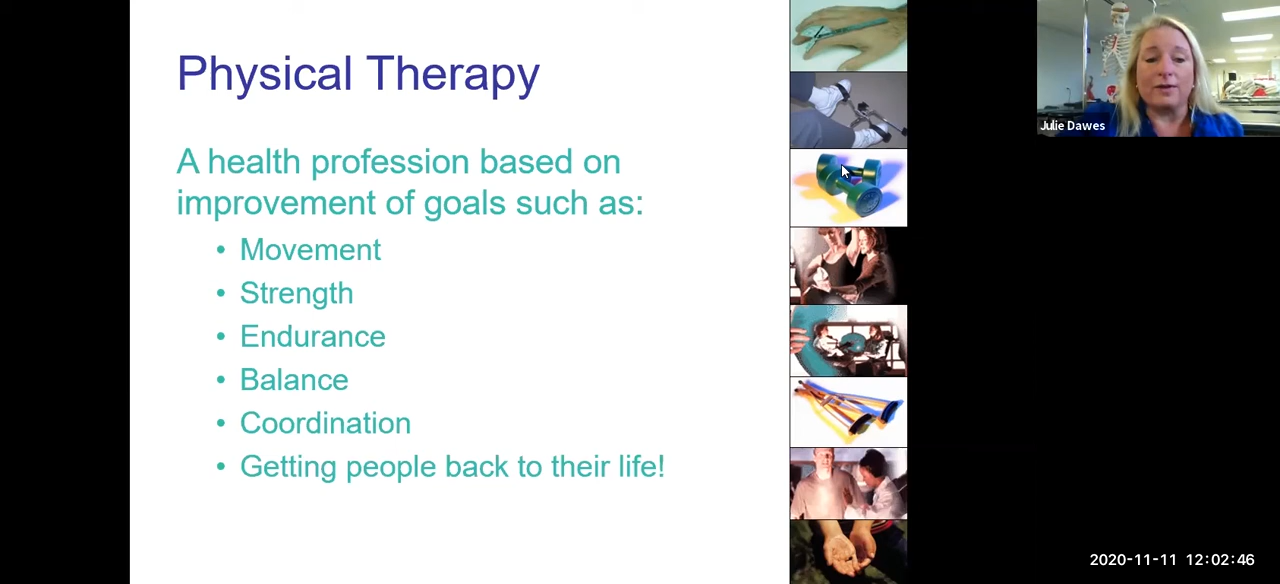 Physical Therapy
A health profession based on
improvement of goals such as:
• Movement
• Strength
• Endurance
• Balance
• Coordination
• Getting people back to their life!
Julie Dawes
2020-11-11 12:02:46